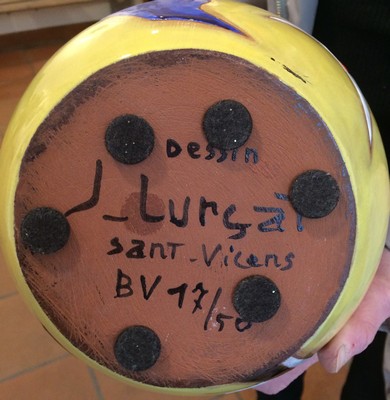 Dessin
J-Lurçat
sant-Vicens
BV 17/50